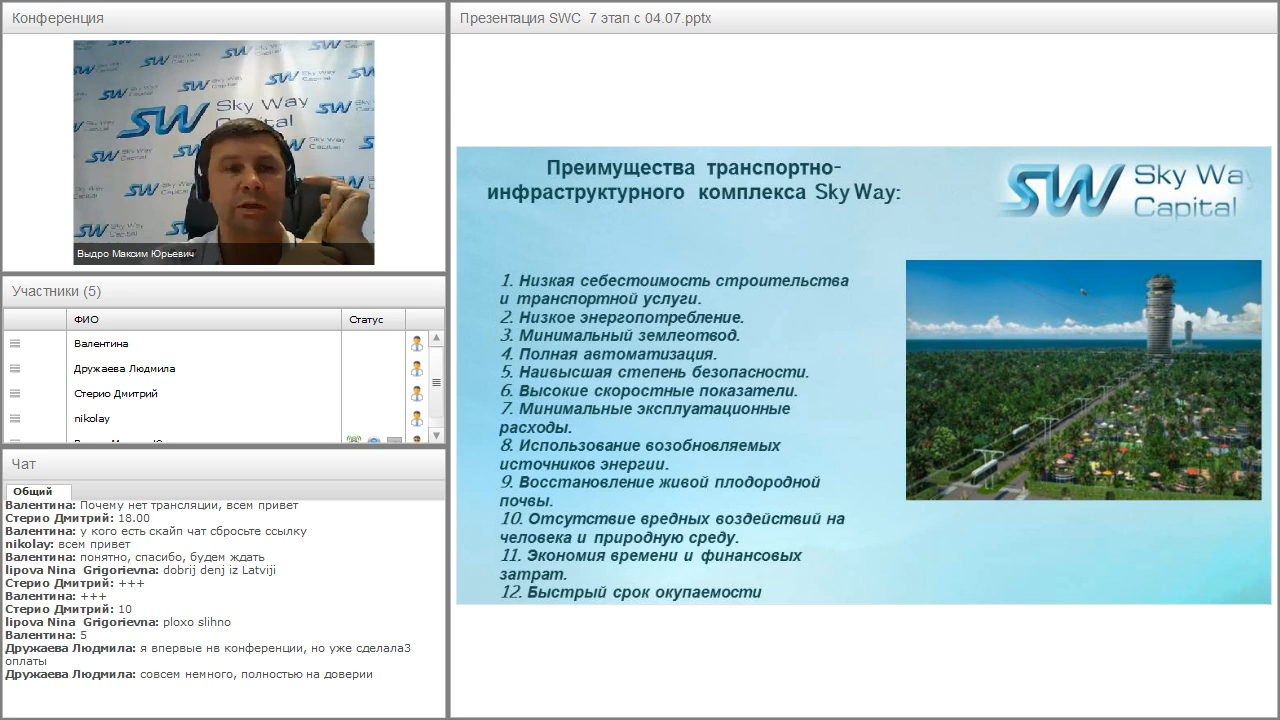 Конференция
SW Sky Way
Capital
Выдро Максим Юрьевич
Участники (5)
ФИО Статус
Валентина
Дружаева Людмила
Стерио Дмитрий
nikolay
Чат
Общий
Валентина: Почему нет трансляции, всем привет
Стерио Дмитрий: 18.00
Валентина: у кого есть скайп чат сбросьте ссылку
nikolay: всем привет
Валентина: понятно, спасибо, будем ждать
lipova Nina Grigorievna: dobrij denj iz Latviji
Стерио Дмитрий: +++
Валентина: +++
Стерио Дмитрий: 10
lipova Nina Grigorievna: ploxo slihno
Валентина: 5
Дружаева Людмила: я впервые нв конференции, но уже сделала3
оплаты
Дружаева Людмила: совсем немного, полностью на доверии
Презентация SWC 7 этап с 04.07.pptx
Преимущества транспортно-
инфраструктурного комплекса Sky Way:
SW Sky Way
Capital
1. Низкая себестоимость строительства
и транспортной услуги.
2. Низкое энергопотребление.
3. Минимальный землеотвод.
4. Полная автоматизация.
5. Наивысшая степень безопасности.
6. Высокие скоростные показатели.
7. Минимальные эксплуатационные
расходы.
8. Использование возобновляемых
источников энергии.
9. Восстановление живой плодородной
почвы.
10. Отсутствие вредных воздействий на
человека и природную среду.
11. Экономия времени и финансовых
затрат.
12. Быстрый срок окупаемости